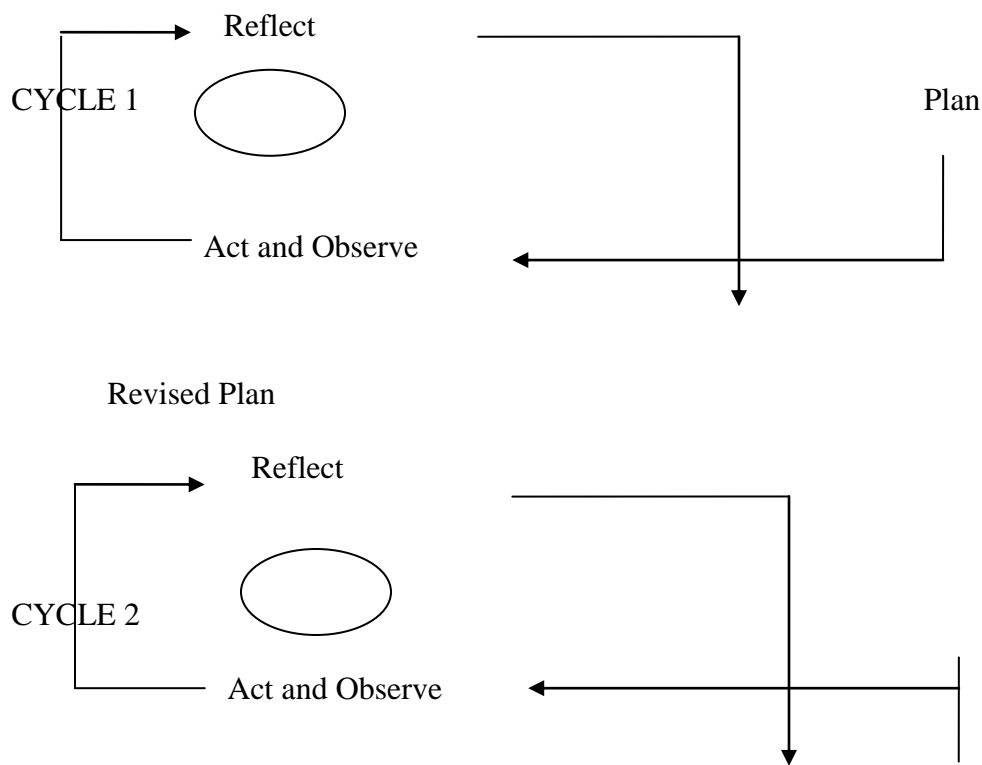 Reflect
CYCLE 1
Plan
Act and Observe
Revised Plan
Reflect
CYCLE 2
Act and Observe